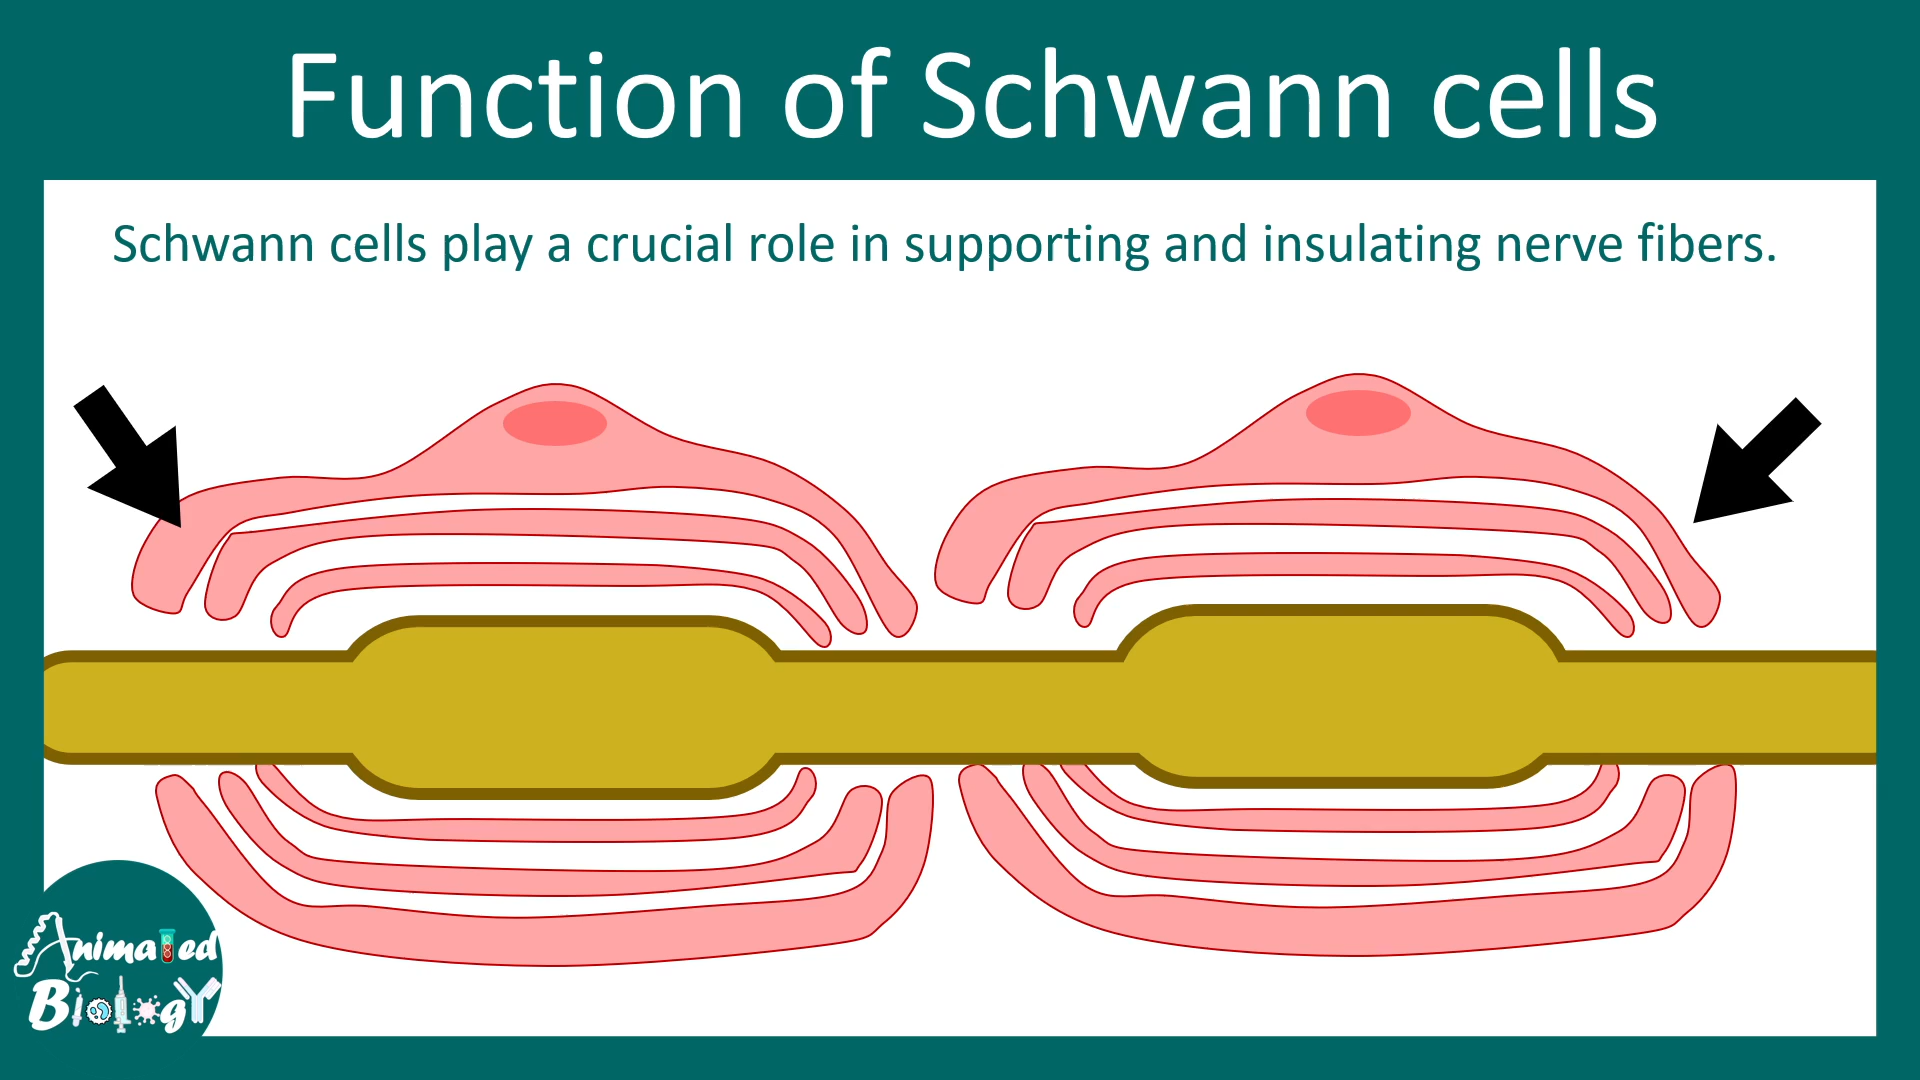 Function of Schwann cells
Schwann cells play a crucial role in supporting and insulating nerve fibers.
Animated
Biology